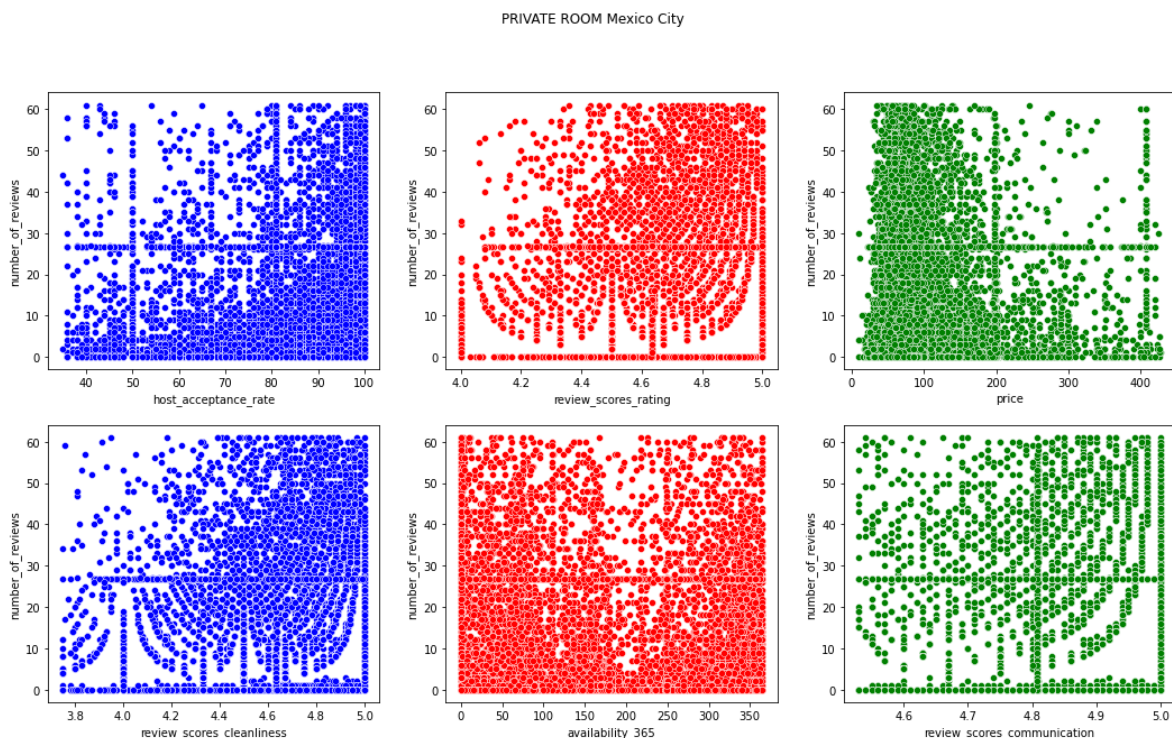 PRIVATE ROOM Mexico City
number_of_reviews
60
50
40
30
20
10
0
40 50 60 70 80 90 100
host_acceptance_rate
number_of_reviews
60
50
40
30
20
10
0
4.0 4.2 4.4 4.6 4.8 5.0
review_scores_rating
number_of_reviews
60
50
40
30
20
10
0
0 100 200 300 400
price
number_of_reviews
60
50
40
30
20
10
0
3.8 4.0 4.2 4.4 4.6 4.8 5.0
review_scores_cleanliness
number_of_reviews
60
50
40
30
20
10
0
0 50 100 150 200 250 300 350
availability_365
number_of_reviews
60
50
40
30
20
10
0
4.6 4.7 4.8 4.9 5.0
review_scores_communication